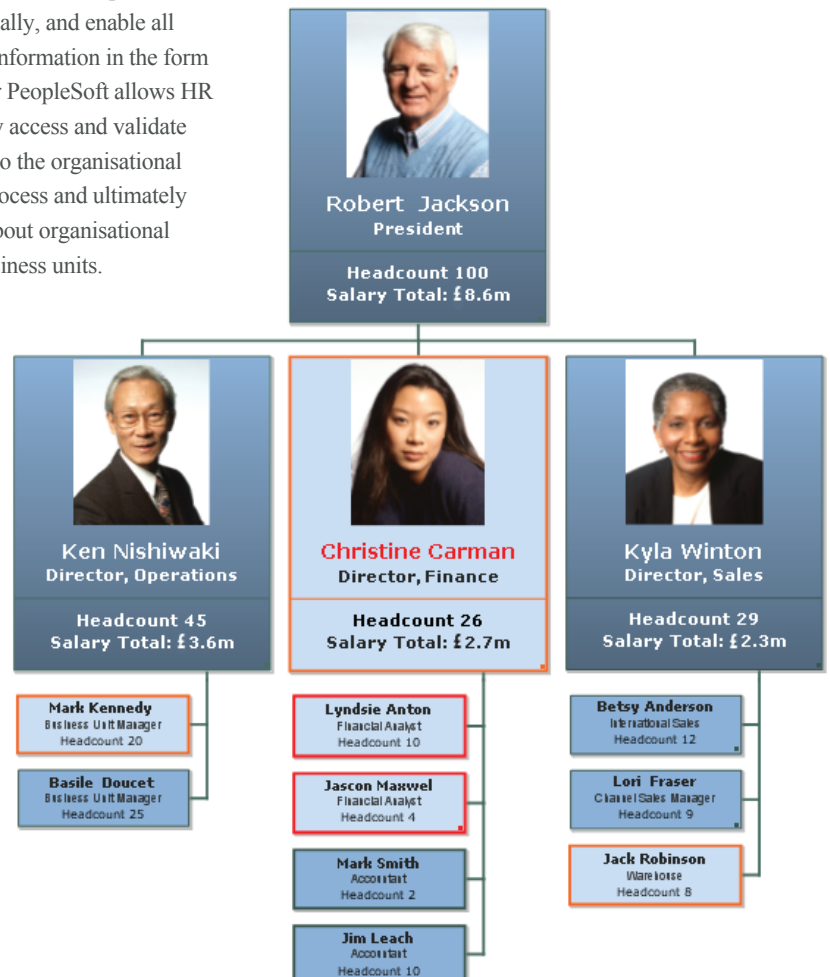 ally, and enable all
nformation in the form
PeopleSoft allows HR
access and validate
o the organisational
ocess and ultimately
bout organisational
iness units.
Robert Jackson
President
Headcount 100
Salary Total: £8.6m
Ken Nishiwaki
Director, Operations
Headcount 45
Salary Total: £3.6m
Christine Carman
Director, Finance
Headcount 26
Salary Total: £2.7m
Kyla Winton
Director, Sales
Headcount 29
Salary Total: £2.3m
Mark Kennedy
Business Unit Manager
Headcount 20
Basile Doucet
Business Unit Manager
Headcount 25
Lyndsie Anton
Financial Analyst
Headcount 10
Jascon Maxwel
Financial Analyst
Headcount 4
Mark Smith
Accountant
Headcount 2
Jim Leach
Accountant
Headcount 10
Betsy Anderson
International Sales
Headcount 12
Lori Fraser
Channel Sales Manager
Headcount 9
Jack Robinson
Warehouse
Headcount 8